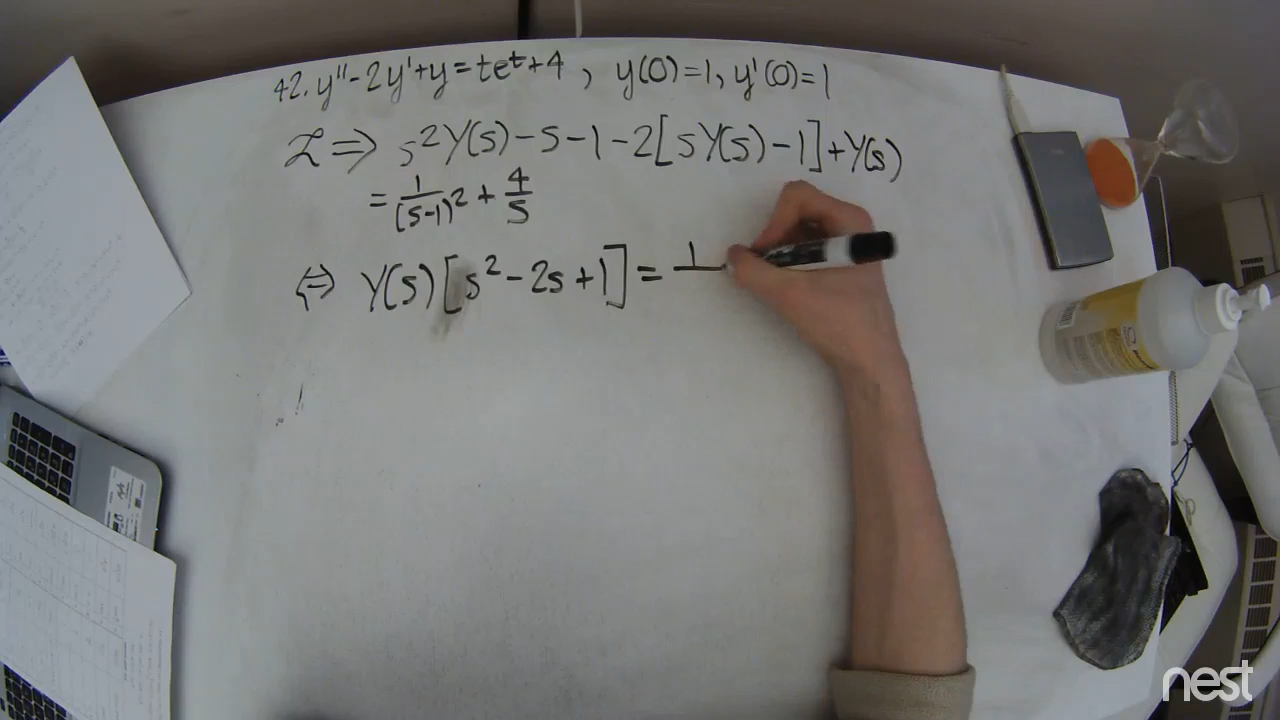 42. y'' - 2y' + y = te^t + 4 , y(0) = 1, y'(0) = 1
ℒ ⇒ s^2 Y(s) - s - 1 - 2[sY(s) - 1] + Y(s)
= 1/(s-1)^2 + 4/s
⇔ Y(s)[s^2 - 2s + 1] = 1
nest